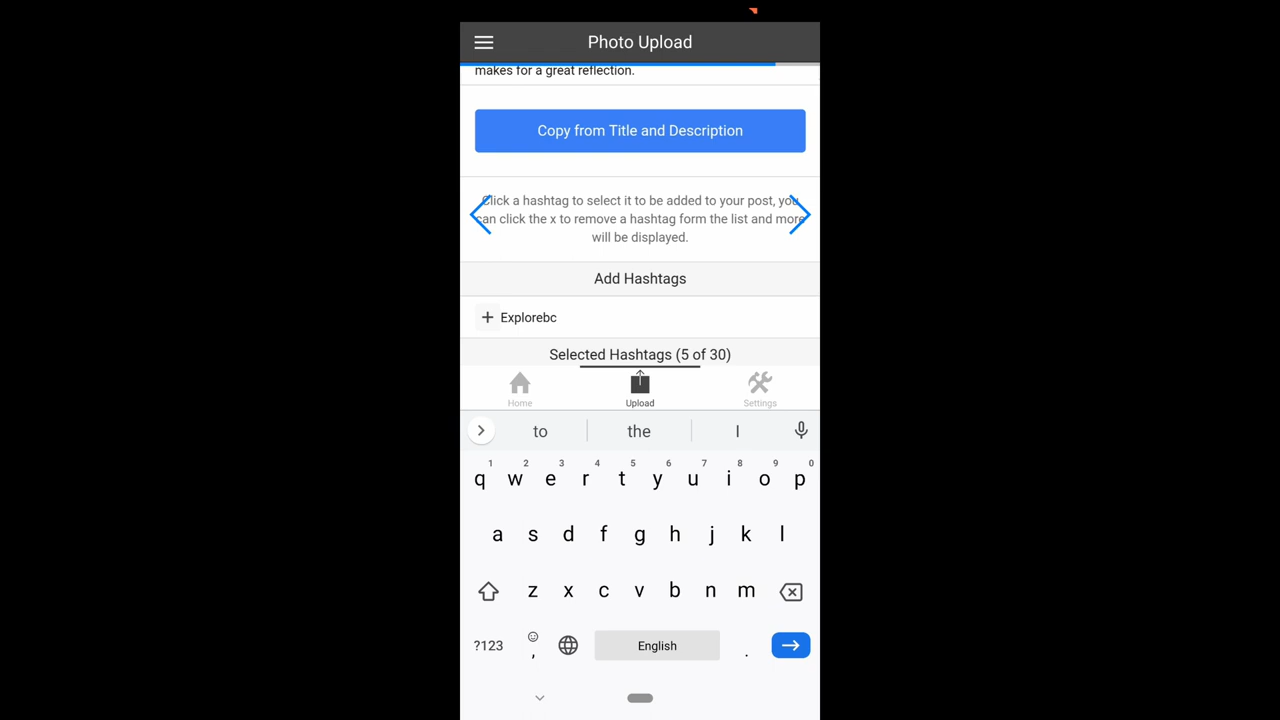 Photo Upload
makes for a great reflection.
Copy from Title and Description
Click a hashtag to select it to be added to your post, you
can click the x to remove a hashtag form the list and more
will be displayed.
Add Hashtags
+ Explorebc
Selected Hashtags (5 of 30)
Home Upload Settings
to the I
1 2 3 4 5 6 7 8 9 0
q w e r t y u i o p
a s d f g h j k l
z x c v b n m
?123 , English .